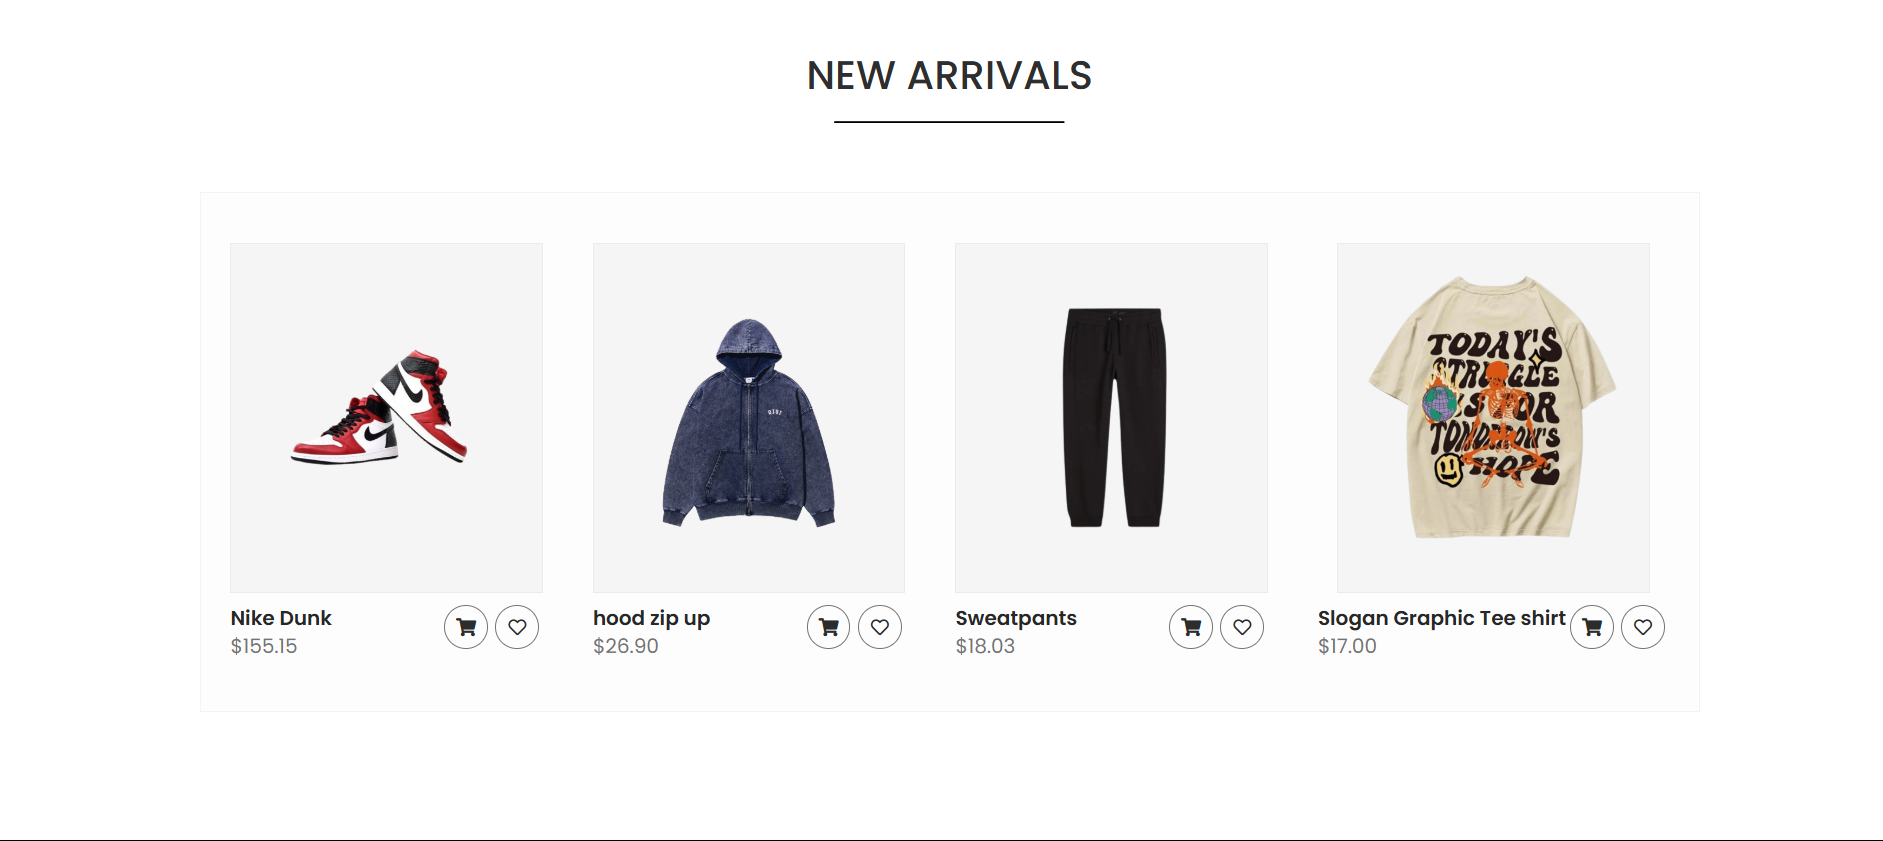 NEW ARRIVALS
TODAY'S
STRUGGLE
IS FOR
TOMORROW'S
HOPE
Nike Dunk
$155.15
hood zip up
$26.90
Sweatpants
$18.03
Slogan Graphic Tee shirt
$17.00